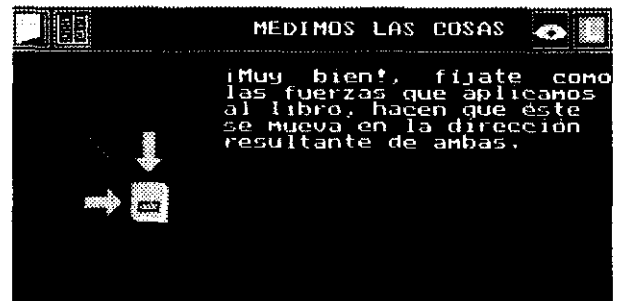 MEDIMOS LAS COSAS
¡Muy bien!, fíjate como
las fuerzas que aplicamos
al libro, hacen que éste
se mueva en la dirección
resultante de ambas.